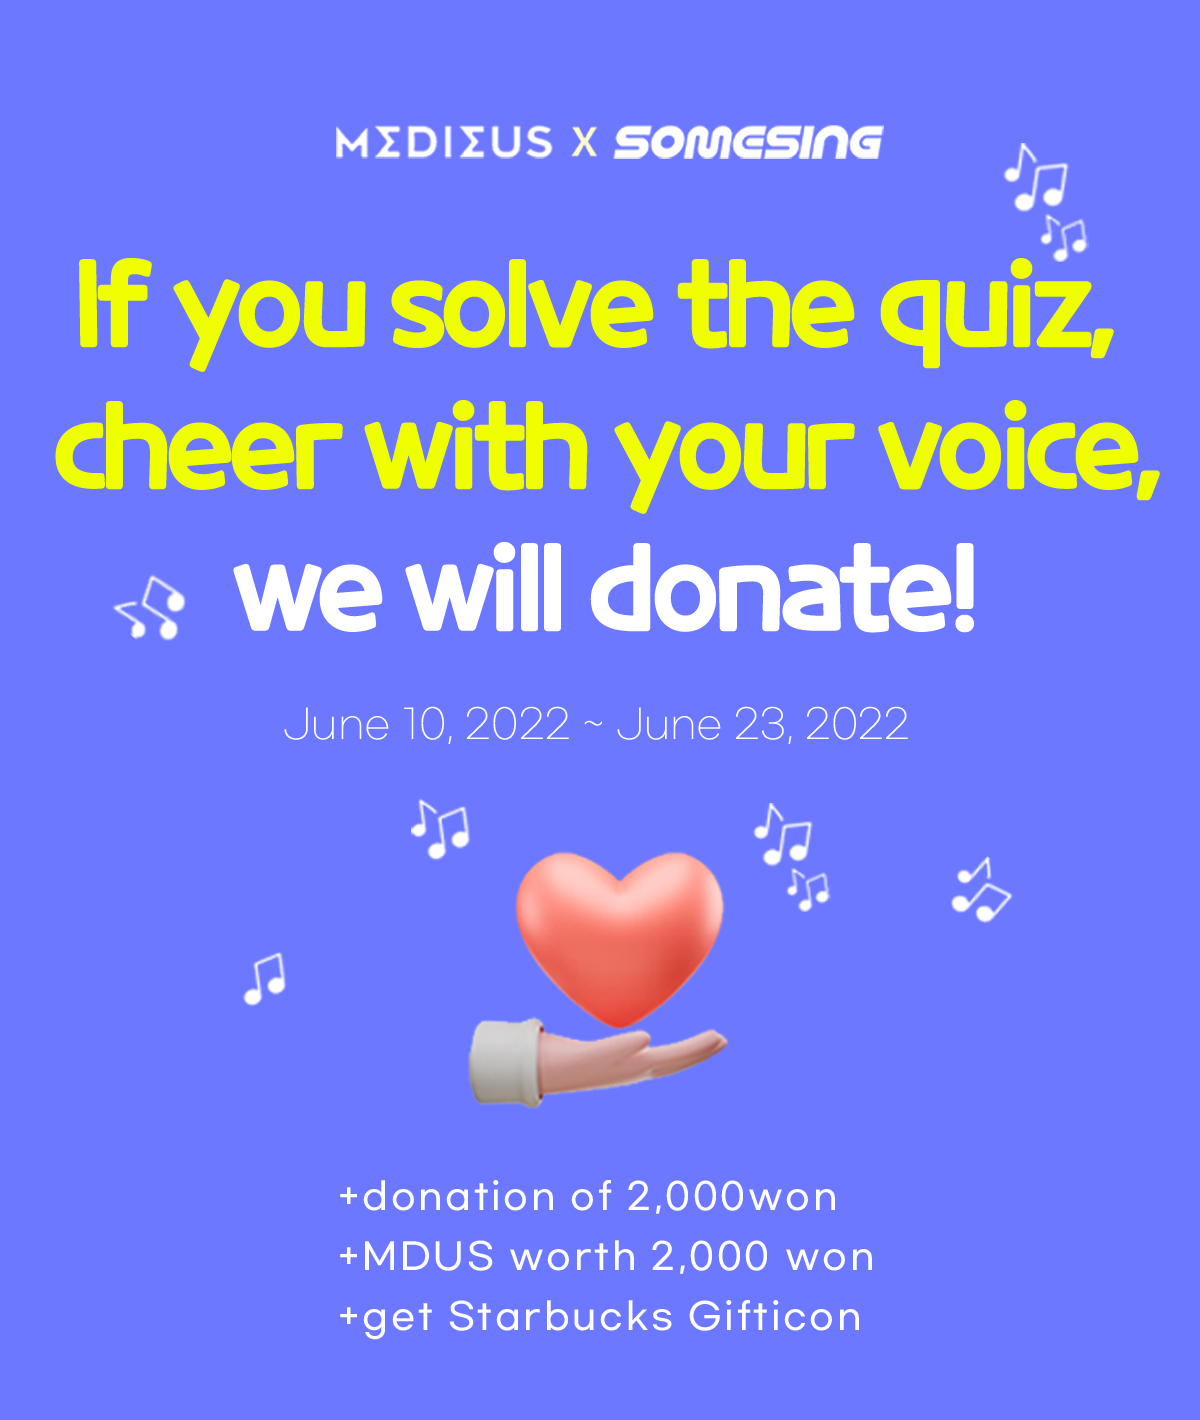 MEDIEUS X SOMESING
If you solve the quiz,
cheer with your voice,
we will donate!
June 10, 2022 ~ June 23, 2022
+donation of 2,000won
+MDUS worth 2,000 won
+get Starbucks Gifticon